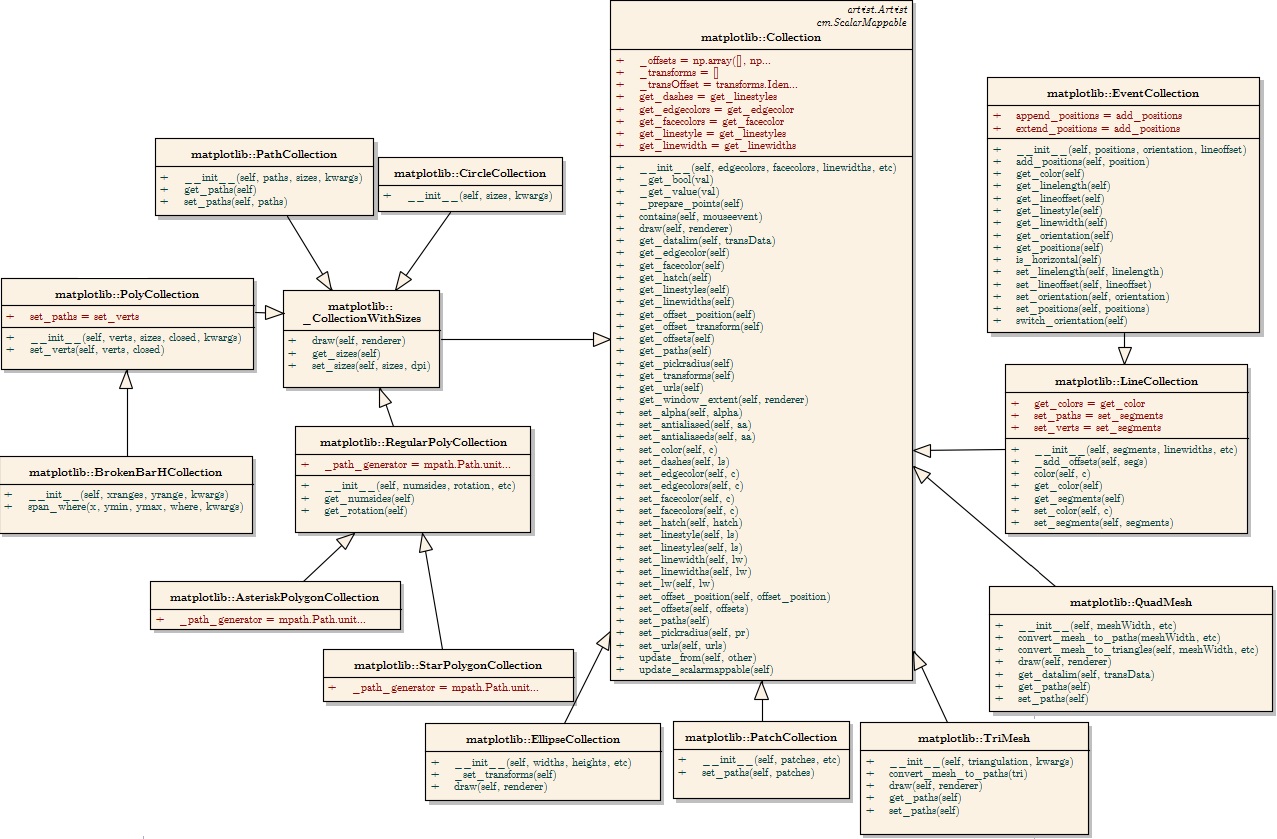 artist.Artist
cm.ScalarMappable
matplotlib::Collection
+ _offsets = np.array([], np...
+ _transforms = []
+ _transOffset = transforms.Iden...
+ get_dashes = get_linestyles
+ get_edgecolors = get_edgecolor
+ get_facecolors = get_facecolor
+ get_linestyle = get_linestyles
+ get_linewidth = get_linewidths
+ __init__(self, edgecolors, facecolors, linewidths, etc)
+ _get_bool(val)
+ _get_value(val)
+ _prepare_points(self)
+ contains(self, mouseevent)
+ draw(self, renderer)
+ get_datalim(self, transData)
+ get_edgecolor(self)
+ get_facecolor(self)
+ get_hatch(self)
+ get_linestyles(self)
+ get_linewidths(self)
+ get_offset_position(self)
+ get_offset_transform(self)
+ get_offsets(self)
+ get_paths(self)
+ get_pickradius(self)
+ get_transforms(self)
+ get_urls(self)
+ get_window_extent(self, renderer)
+ set_alpha(self, alpha)
+ set_antialiased(self, aa)
+ set_antialiaseds(self, aa)
+ set_color(self, c)
+ set_dashes(self, ls)
+ set_edgecolor(self, c)
+ set_edgecolors(self, c)
+ set_facecolor(self, c)
+ set_facecolors(self, c)
+ set_hatch(self, hatch)
+ set_linestyle(self, ls)
+ set_linestyles(self, ls)
+ set_linewidth(self, lw)
+ set_linewidths(self, lw)
+ set_lw(self, lw)
+ set_offset_position(self, offset_position)
+ set_offsets(self, offsets)
+ set_paths(self)
+ set_pickradius(self, pr)
+ set_urls(self, urls)
+ update_from(self, other)
+ update_scalarmappable(self)
matplotlib::EventCollection
+ append_positions = add_positions
+ extend_positions = add_positions
+ __init__(self, positions, orientation, lineoffset)
+ add_positions(self, position)
+ get_color(self)
+ get_linelength(self)
+ get_lineoffset(self)
+ get_linestyle(self)
+ get_linewidth(self)
+ get_orientation(self)
+ get_positions(self)
+ is_horizontal(self)
+ set_linelength(self, linelength)
+ set_lineoffset(self, lineoffset)
+ set_orientation(self, orientation)
+ set_positions(self, positions)
+ switch_orientation(self)
matplotlib::PathCollection
+ __init__(self, paths, sizes, kwargs)
+ get_paths(self)
+ set_paths(self, paths)
matplotlib::CircleCollection
+ __init__(self, sizes, kwargs)
matplotlib::PolyCollection
+ set_paths = set_verts
+ __init__(self, verts, sizes, closed, kwargs)
+ set_verts(self, verts, closed)
matplotlib::
_CollectionWithSizes
+ draw(self, renderer)
+ get_sizes(self)
+ set_sizes(self, sizes, dpi)
matplotlib::LineCollection
+ get_colors = get_color
+ set_paths = set_segments
+ set_verts = set_segments
+ __init__(self, segments, linewidths, etc)
+ _add_offsets(self, segs)
+ color(self, c)
+ get_color(self)
+ get_segments(self)
+ set_color(self, c)
+ set_segments(self, segments)
matplotlib::BrokenBarHCollection
+ __init__(self, xranges, yrange, kwargs)
+ span_where(x, ymin, ymax, where, kwargs)
matplotlib::RegularPolyCollection
+ _path_generator = mpath.Path.unit...
+ __init__(self, numsides, rotation, etc)
+ get_numsides(self)
+ get_rotation(self)
matplotlib::AsteriskPolygonCollection
+ _path_generator = mpath.Path.unit...
matplotlib::StarPolygonCollection
+ _path_generator = mpath.Path.unit...
matplotlib::QuadMesh
+ __init__(self, meshWidth, etc)
+ convert_mesh_to_paths(meshWidth, etc)
+ convert_mesh_to_triangles(self, meshWidth, etc)
+ draw(self, renderer)
+ get_datalim(self, transData)
+ get_paths(self)
+ set_paths(self)
matplotlib::EllipseCollection
+ __init__(self, widths, heights, etc)
+ _set_transforms(self)
+ draw(self, renderer)
matplotlib::PatchCollection
+ __init__(self, patches, etc)
+ set_paths(self, patches)
matplotlib::TriMesh
+ __init__(self, triangulation, kwargs)
+ convert_mesh_to_paths(tri)
+ draw(self, renderer)
+ get_paths(self)
+ set_paths(self)